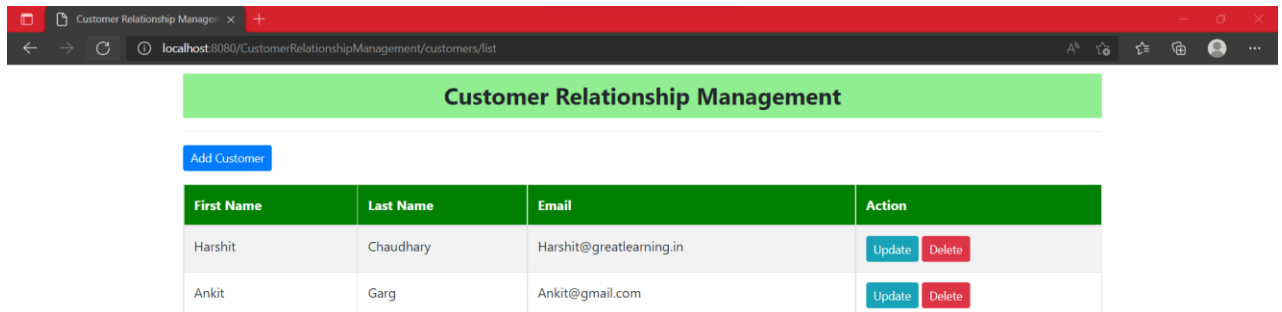 Customer Relationship Manager
localhost:8080/CustomerRelationshipManagement/customers/list
Customer Relationship Management
Add Customer
First Name Last Name Email Action
Harshit Chaudhary Harshit@greatlearning.in Update Delete
Ankit Garg Ankit@gmail.com Update Delete